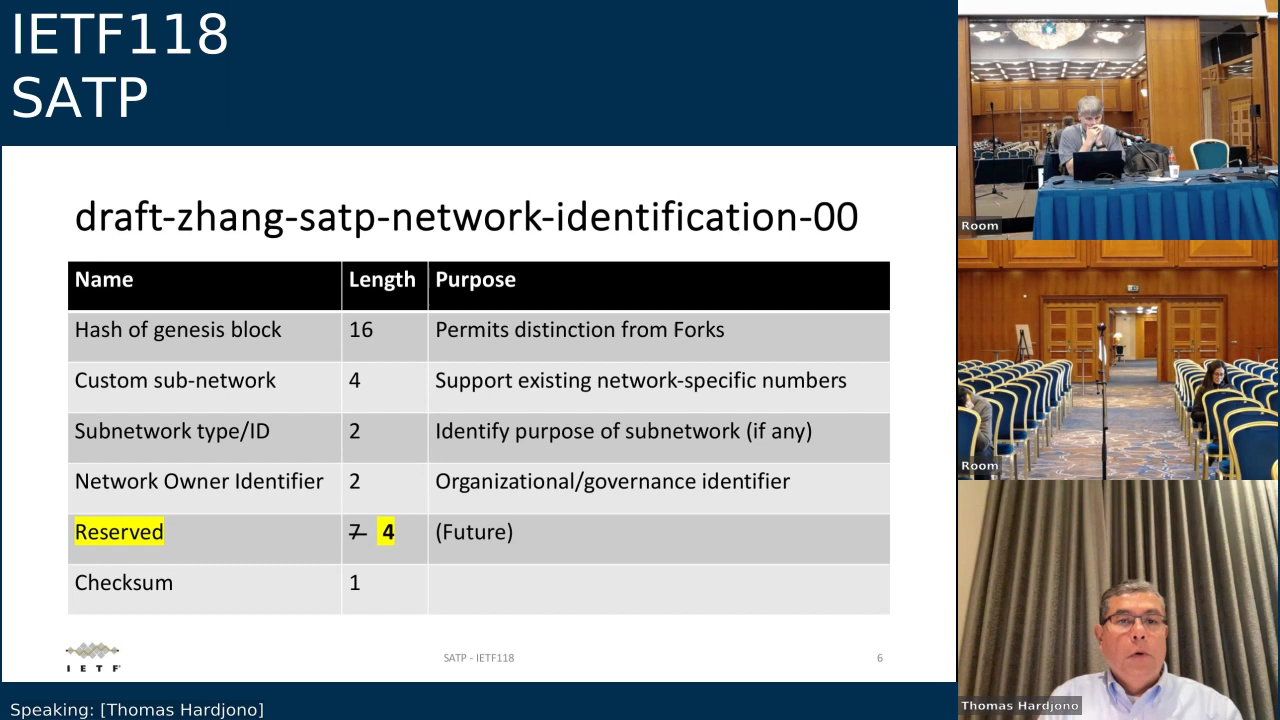 IETF118
SATP
draft-zhang-satp-network-identification-00
Name Length Purpose
Hash of genesis block 16 Permits distinction from Forks
Custom sub-network 4 Support existing network-specific numbers
Subnetwork type/ID 2 Identify purpose of subnetwork (if any)
Network Owner Identifier 2 Organizational/governance identifier
Reserved 7 4 (Future)
Checksum 1
IETF
SATP - IETF118
6
Speaking: [Thomas Hardjono]
Room
Room
Thomas Hardjono